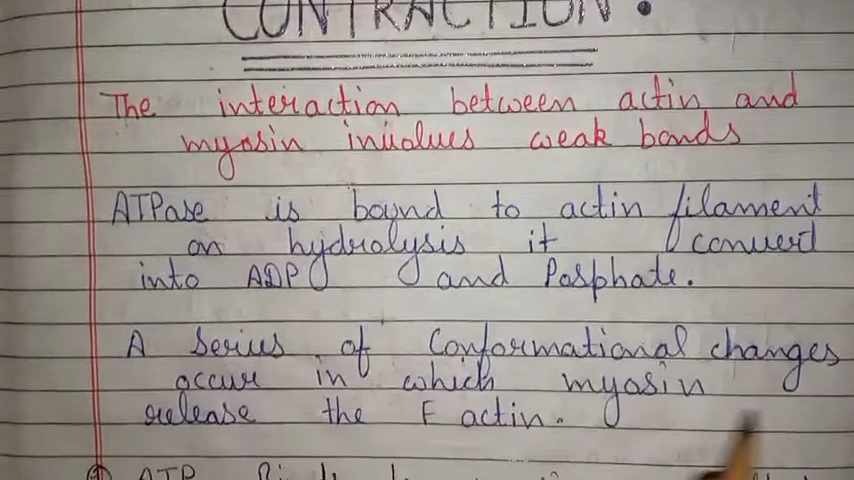 CONTRACTION :
The interaction between actin and
myosin involves weak bonds
ATPase is bound to actin filament
on hydrolysis it convert
into ADP and Posphate.
A series of conformational changes
occur in which myosin
release the F actin.
ATP